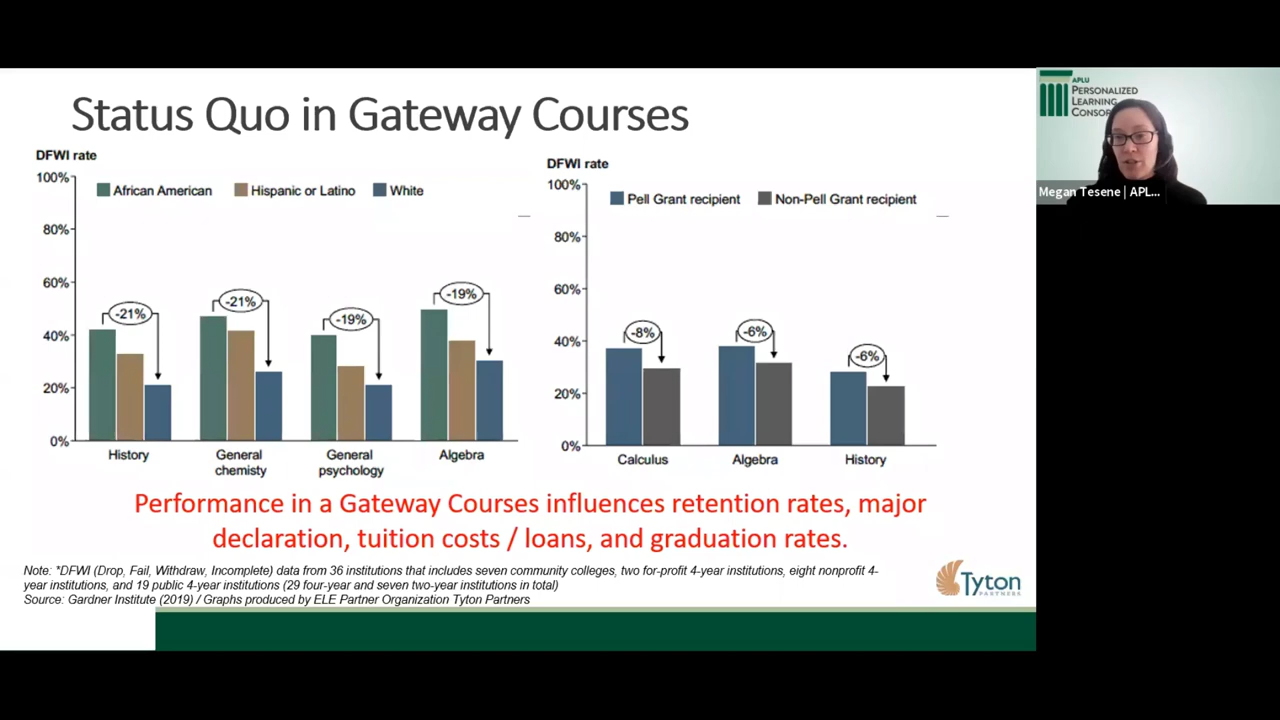 Status Quo in Gateway Courses
DFWI rate
100%
80%
60%
40%
20%
0%
African American
Hispanic or Latino
White
-21%
-21%
-19%
-19%
History
General
chemisty
General
psychology
Algebra
DFWI rate
100%
80%
60%
40%
20%
0%
Pell Grant recipient
Non-Pell Grant recipient
-8%
-6%
-6%
Calculus
Algebra
History
Performance in a Gateway Courses influences retention rates, major
declaration, tuition costs / loans, and graduation rates.
Note: *DFWI (Drop, Fail, Withdraw, Incomplete) data from 36 institutions that includes seven community colleges, two for-profit 4-year institutions, eight nonprofit 4-
year institutions, and 19 public 4-year institutions (29 four-year and seven two-year institutions in total)
Source: Gardner Institute (2019) / Graphs produced by ELE Partner Organization Tyton Partners
Tyton
PARTNERS
APLU
PERSONALIZED
LEARNING
CONSOR
Megan Tesene | APL...